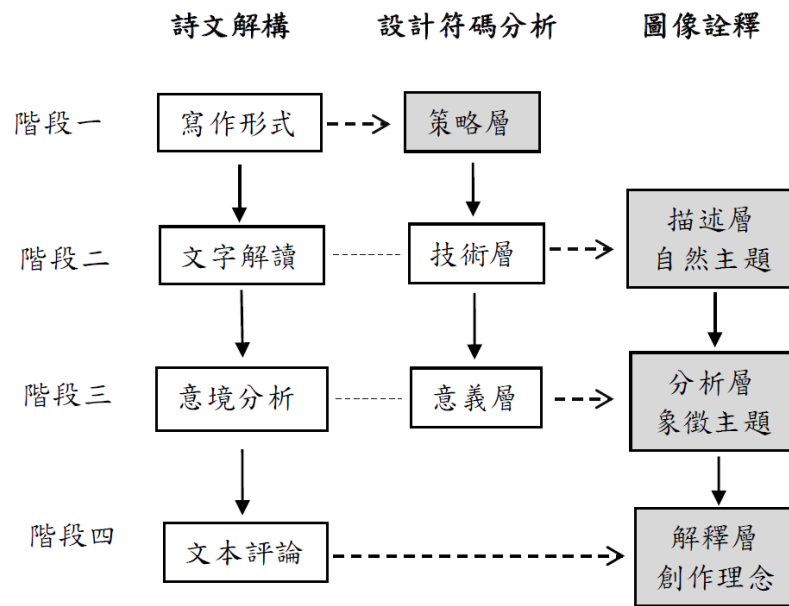 詩文解構 設計符碼分析 圖像詮釋
階段一 寫作形式 策略層
階段二 文字解讀 技術層 描述層
自然主題
階段三 意境分析 意義層 分析層
象徵主題
階段四 文本評論 解釋層
創作理念